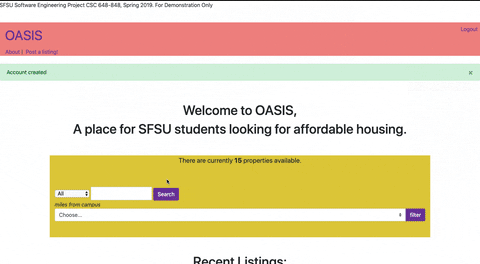 SFSU Software Engineering Project CSC 648-848, Spring 2019. For Demonstration Only
OASIS
Logout
About | Post a listing!
Account created
×
Welcome to OASIS,
A place for SFSU students looking for affordable housing.
There are currently 15 properties available.
All
Search
miles from campus
Choose...
filter
Recent Listings: